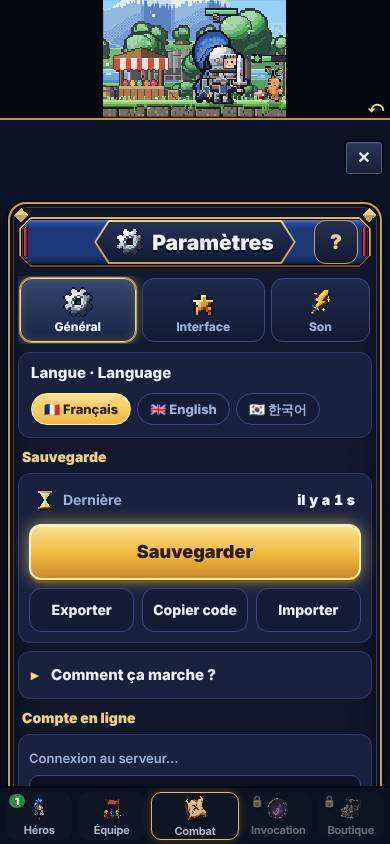 ×
Paramètres
?
Général
Interface
Son
Langue · Language
🇫🇷 Français
🇬🇧 English
🇰🇷 한국어
Sauvegarde
Dernière
il y a 1 s
Sauvegarder
Exporter
Copier code
Importer
► Comment ça marche ?
Compte en ligne
Connexion au serveur...
1
Héros
Équipe
Combat
Invocation
Boutique